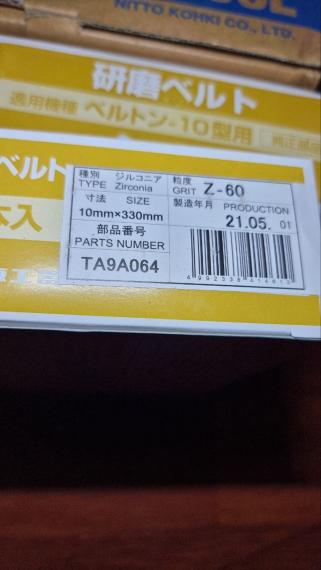 NITTO KOHKI CO., LTD.
研磨ベルト
適用機種 ベルトン-10型用
ベルト
本入
種別 ジルコニア 粒度
TYPE Zirconia GRIT Z-60
寸法 SIZE 製造年月 PRODUCTION
10mm×330mm 21.05. 01
部品番号
PARTS NUMBER
TA9A064